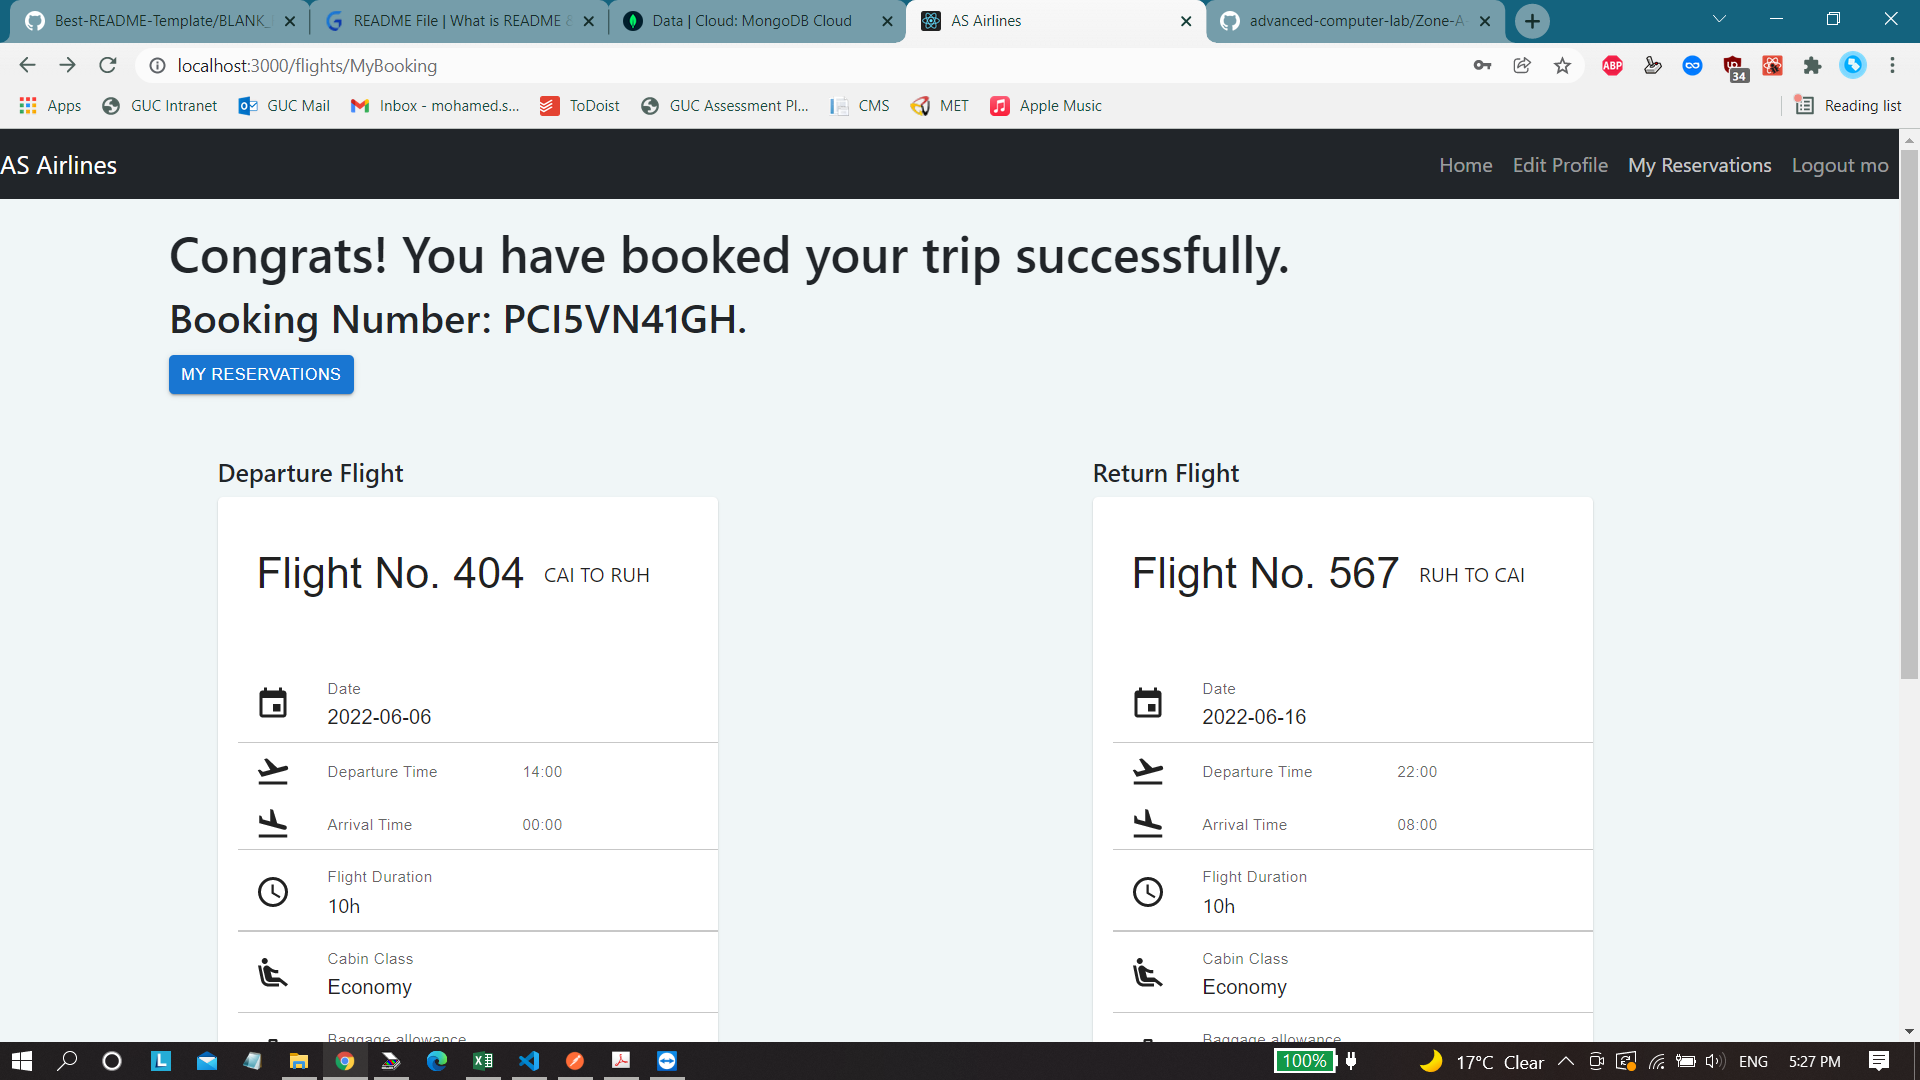 Best-README-Template/BLANK_
README File | What is README &
Data | Cloud: MongoDB Cloud
AS Airlines
advanced-computer-lab/Zone-A-
localhost:3000/flights/MyBooking
ABP
34
Apps
GUC Intranet
GUC Mail
Inbox - mohamed.s...
ToDoist
GUC Assessment Pl...
CMS
MET
Apple Music
Reading list
AS Airlines
Home
Edit Profile
My Reservations
Logout mo
Congrats! You have booked your trip successfully.
Booking Number: PCI5VN41GH.
MY RESERVATIONS
Departure Flight
Flight No. 404 CAI TO RUH
Date
2022-06-06
Departure Time 14:00
Arrival Time 00:00
Flight Duration
10h
Cabin Class
Economy
Baggage allowance
Return Flight
Flight No. 567 RUH TO CAI
Date
2022-06-16
Departure Time 22:00
Arrival Time 08:00
Flight Duration
10h
Cabin Class
Economy
Baggage allowance
100%
17°C Clear
ENG
5:27 PM